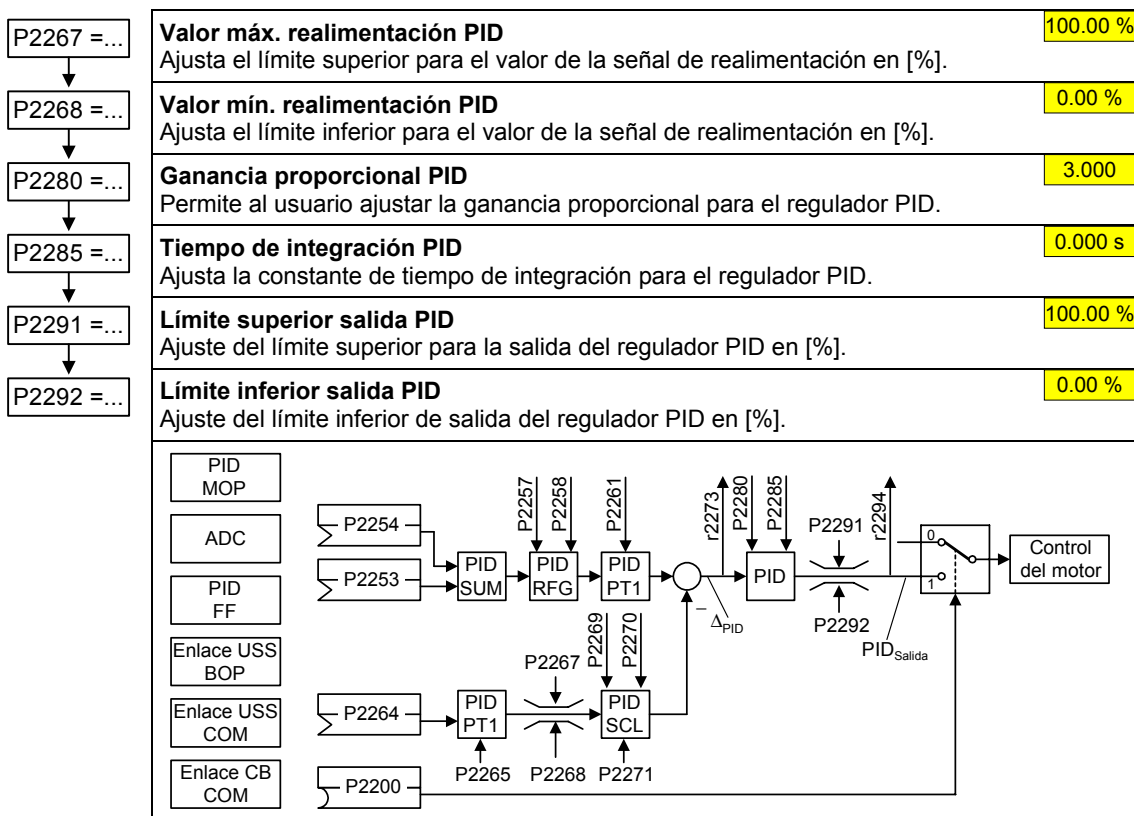 P2267 =...
Valor máx. realimentación PID
100.00 %
Ajusta el límite superior para el valor de la señal de realimentación en [%].
P2268 =...
Valor mín. realimentación PID
0.00 %
Ajusta el límite inferior para el valor de la señal de realimentación en [%].
P2280 =...
Ganancia proporcional PID
3.000
Permite al usuario ajustar la ganancia proporcional para el regulador PID.
P2285 =...
Tiempo de integración PID
0.000 s
Ajusta la constante de tiempo de integración para el regulador PID.
P2291 =...
Límite superior salida PID
100.00 %
Ajuste del límite superior para la salida del regulador PID en [%].
P2292 =...
Límite inferior salida PID
0.00 %
Ajuste del límite inferior de salida del regulador PID en [%].
PID
MOP
ADC
PID
FF
Enlace USS
BOP
Enlace USS
COM
Enlace CB
COM
P2254
P2253
P2264
P2200
PID
SUM
P2257
P2258
PID
RFG
P2261
PID
PT1
r2273
P2280
P2285
PID
–
ΔPID
P2291
P2292
r2294
PIDSalida
0
1
Control
del motor
PID
PT1
P2265
P2267
P2268
P2269
P2270
PID
SCL
P2271